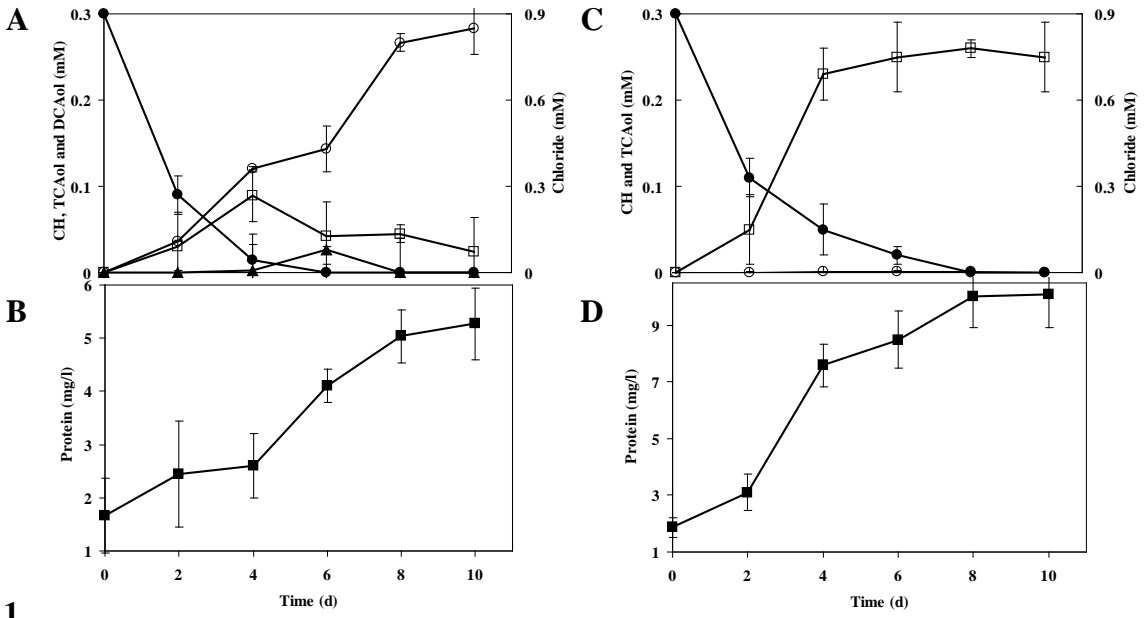 A
C
CH, TCAol and DCAol (mM)
0.3
0.2
0.1
0
Chloride (mM)
0.9
0.6
0.3
0
CH and TCAol (mM)
0.3
0.2
0.1
0
Chloride (mM)
0.9
0.6
0.3
0
B
Protein (mg/l)
6
5
4
3
2
1
0 2 4 6 8 10
Time (d)
D
Protein (mg/l)
9
7
5
3
1
0 2 4 6 8 10
Time (d)
1